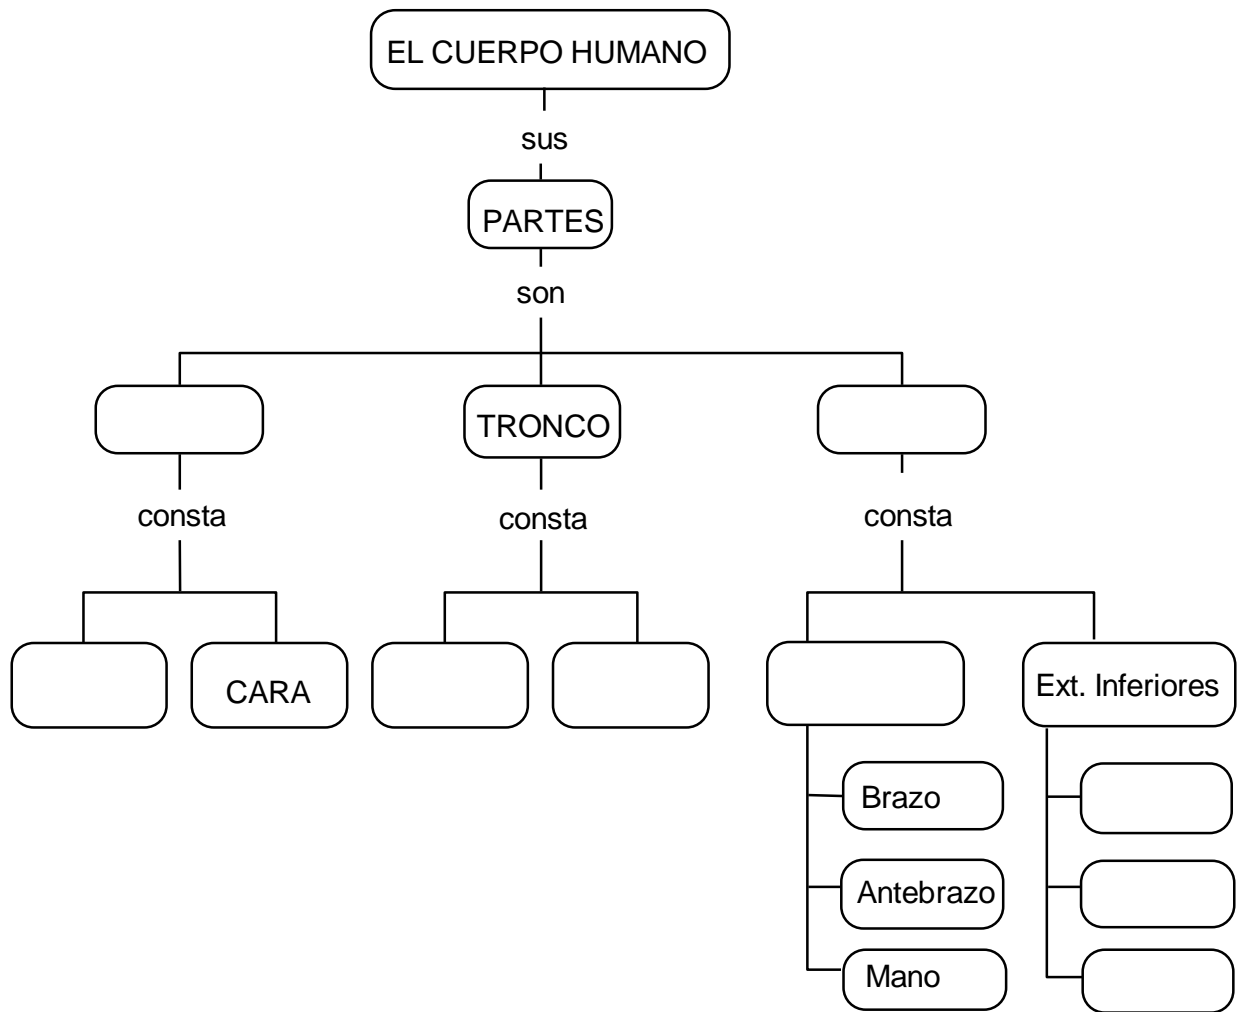 EL CUERPO HUMANO
sus
PARTES
son
TRONCO
consta
consta
consta
CARA
Ext. Inferiores
Brazo
Antebrazo
Mano